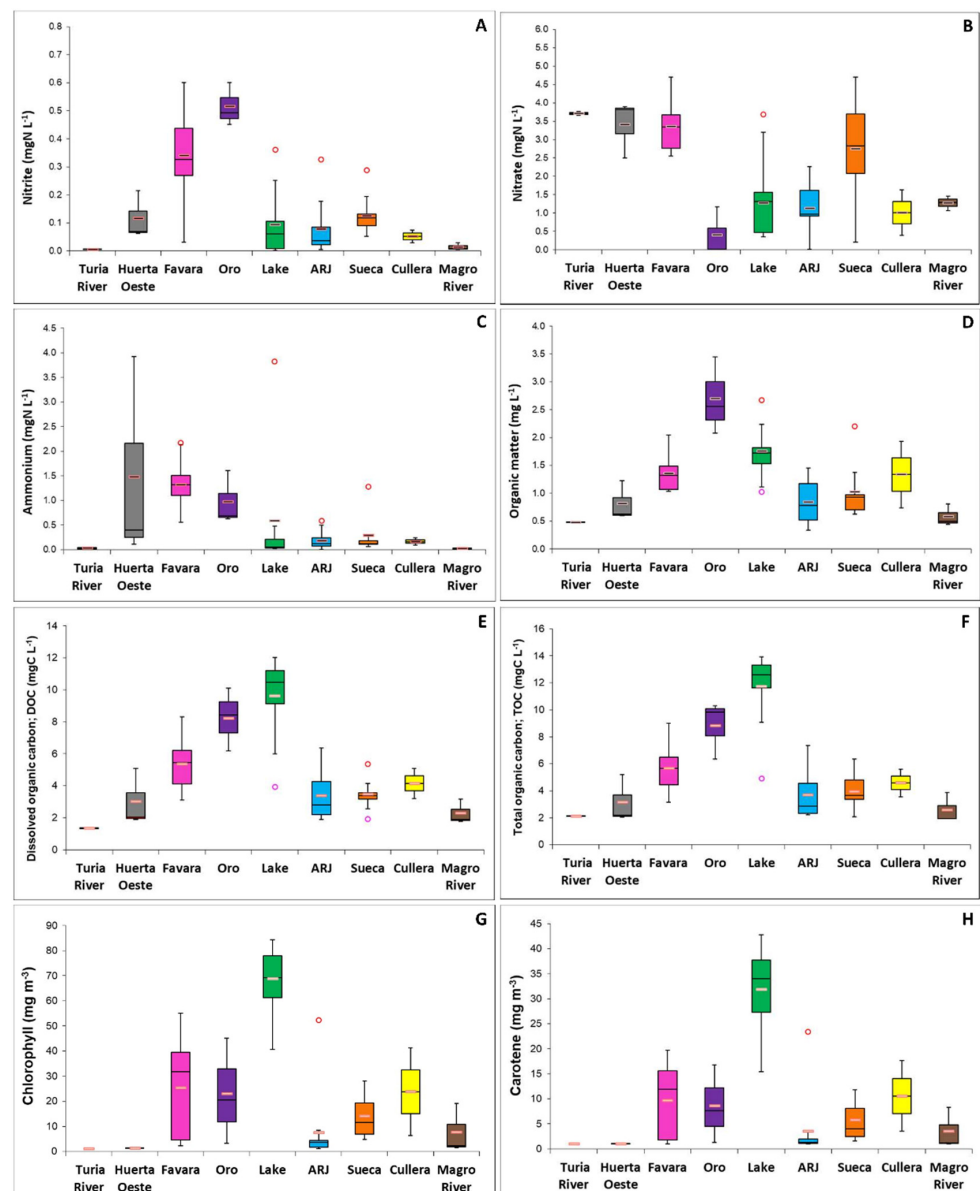 A
Nitrite (mgN L⁻¹)
0.8
0.7
0.6
0.5
0.4
0.3
0.2
0.1
0.0
Turia River
Huerta Oeste
Favara
Oro
Lake
ARJ
Sueca
Cullera
Magro River
B
Nitrate (mgN L⁻¹)
6.0
5.5
5.0
4.5
4.0
3.5
3.0
2.5
2.0
1.5
1.0
0.5
0.0
Turia River
Huerta Oeste
Favara
Oro
Lake
ARJ
Sueca
Cullera
Magro River
C
Ammonium (mgN L⁻¹)
4.5
4.0
3.5
3.0
2.5
2.0
1.5
1.0
0.5
0.0
Turia River
Huerta Oeste
Favara
Oro
Lake
ARJ
Sueca
Cullera
Magro River
D
Organic matter (mg L⁻¹)
4.0
3.5
3.0
2.5
2.0
1.5
1.0
0.5
0.0
Turia River
Huerta Oeste
Favara
Oro
Lake
ARJ
Sueca
Cullera
Magro River
E
Dissolved organic carbon; DOC (mgC L⁻¹)
14
12
10
8
6
4
2
0
Turia River
Huerta Oeste
Favara
Oro
Lake
ARJ
Sueca
Cullera
Magro River
F
Total organic carbon; TOC (mgC L⁻¹)
16
14
12
10
8
6
4
2
0
Turia River
Huerta Oeste
Favara
Oro
Lake
ARJ
Sueca
Cullera
Magro River
G
Chlorophyll (mg m⁻³)
90
80
70
60
50
40
30
20
10
0
Turia River
Huerta Oeste
Favara
Oro
Lake
ARJ
Sueca
Cullera
Magro River
H
Carotene (mg m⁻³)
45
40
35
30
25
20
15
10
5
0
Turia River
Huerta Oeste
Favara
Oro
Lake
ARJ
Sueca
Cullera
Magro River